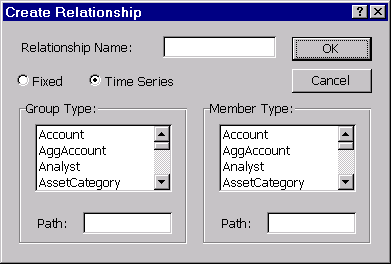 Create Relationship
Relationship Name:
OK
Fixed
Time Series
Cancel
Group Type:
Account
AggAccount
Analyst
AssetCategory
Path:
Member Type:
Account
AggAccount
Analyst
AssetCategory
Path: